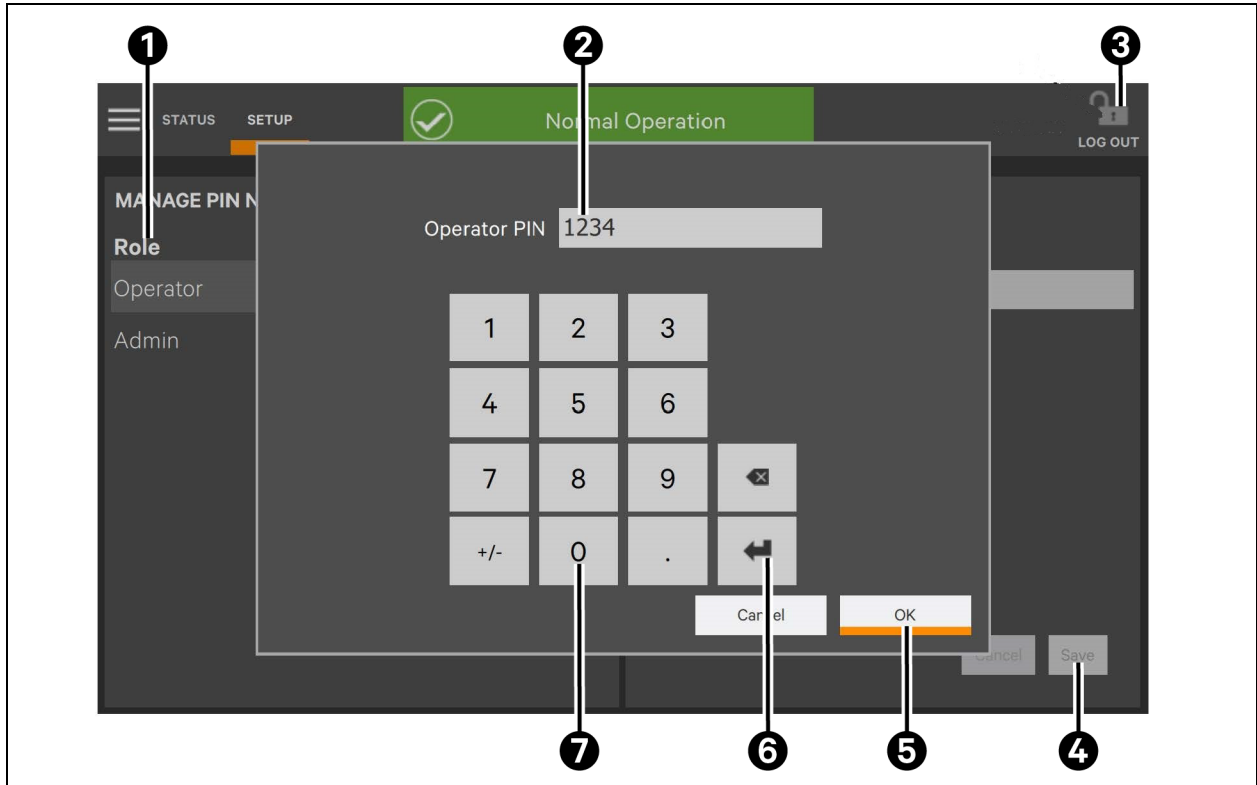 1 2 3
STATUS SETUP Normal Operation
LOG OUT
MANAGE PIN N
Operator PIN 1234
Role
Operator
Admin
1 2 3
4 5 6
7 8 9
+/- 0 .
Cancel OK
Cancel Save
7 6 5 4